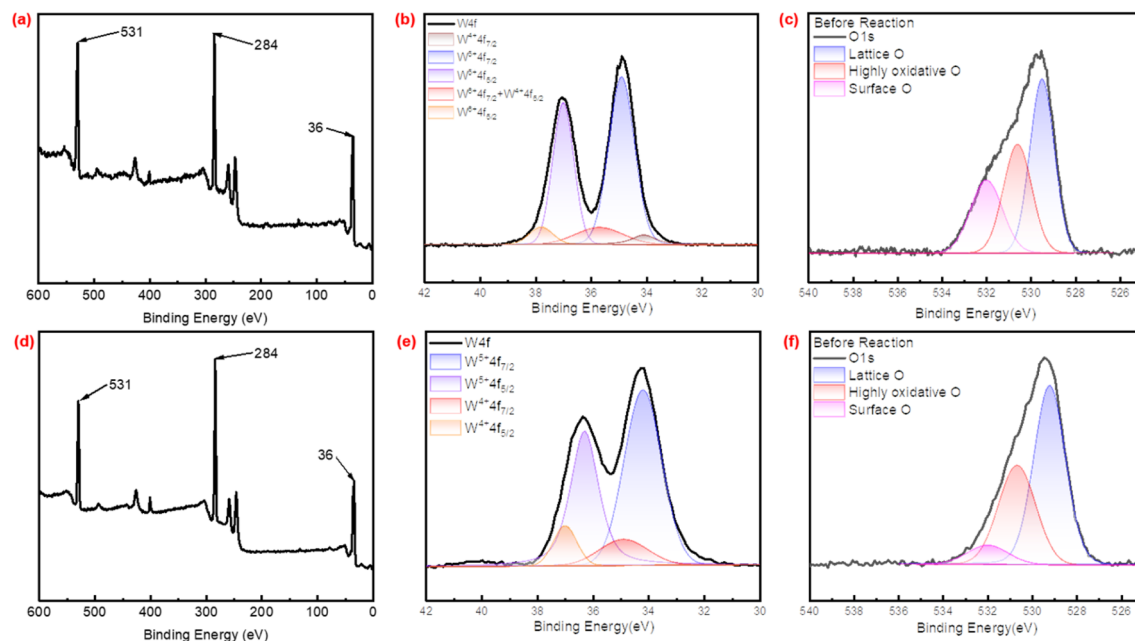 (a)
531
284
36
600 500 400 300 200 100 0
Binding Energy (eV)
(b)
W4f
W⁴⁺4f₇/₂
W⁵⁺4f₇/₂
W⁵⁺4f₅/₂
W⁶⁺4f₇/₂+W⁴⁺4f₅/₂
W⁶⁺4f₅/₂
42 40 38 36 34 32 30
Binding Energy(eV)
(c)
Before Reaction
O1s
Lattice O
Highly oxidative O
Surface O
540 538 536 534 532 530 528 526
Binding Energy(eV)
(d)
531
284
36
600 500 400 300 200 100 0
Binding Energy (eV)
(e)
W4f
W⁵⁺4f₇/₂
W⁵⁺4f₅/₂
W⁴⁺4f₇/₂
W⁴⁺4f₅/₂
42 40 38 36 34 32 30
Binding Energy(eV)
(f)
Before Reaction
O1s
Lattice O
Highly oxidative O
Surface O
540 538 536 534 532 530 528 526
Binding Energy(eV)